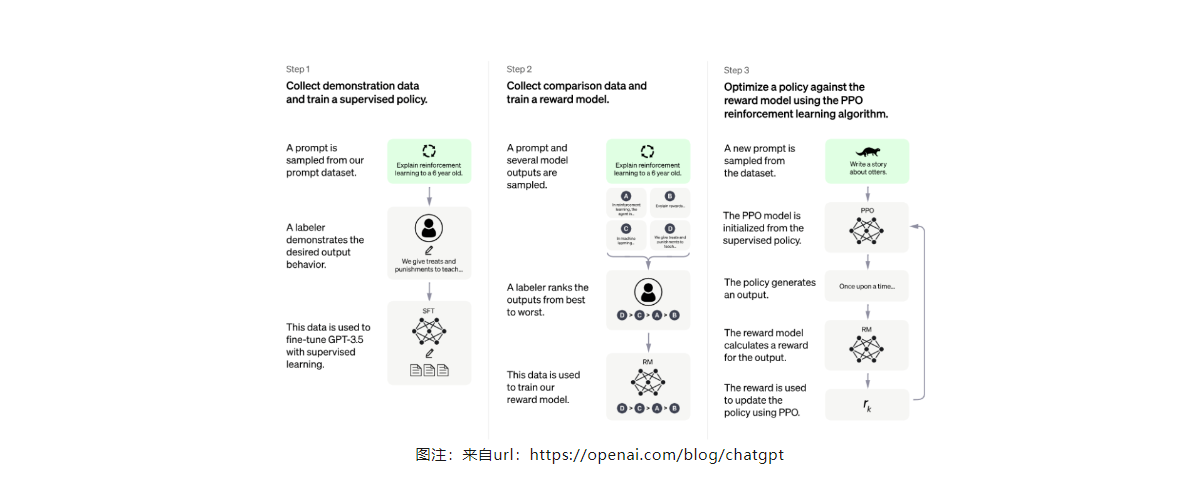 Step 1
Collect demonstration data
and train a supervised policy.
A prompt is
sampled from our
prompt dataset.
Explain reinforcement
learning to a 6 year old.
A labeler
demonstrates the
desired output
behavior.
We give treats and
punishments to teach...
This data is used to
fine-tune GPT-3.5
with supervised
learning.
SFT
Step 2
Collect comparison data and
train a reward model.
A prompt and
several model
outputs are
sampled.
Explain reinforcement
learning to a 6 year old.
A
In reinforcement
learning, the
agent is...
B
Explain rewards...
C
In machine
learning...
D
We give treats and
punishments to
teach...
A labeler ranks the
outputs from best
to worst.
D > C > A > B
This data is used
to train our
reward model.
RM
D > C > A > B
Step 3
Optimize a policy against the
reward model using the PPO
reinforcement learning algorithm.
A new prompt is
sampled from
the dataset.
Write a story
about otters.
The PPO model is
initialized from the
supervised policy.
PPO
The policy generates
an output.
Once upon a time...
The reward model
calculates a reward
for the output.
RM
The reward is used
to update the
policy using PPO.
rk
图注：来自url：https://openai.com/blog/chatgpt